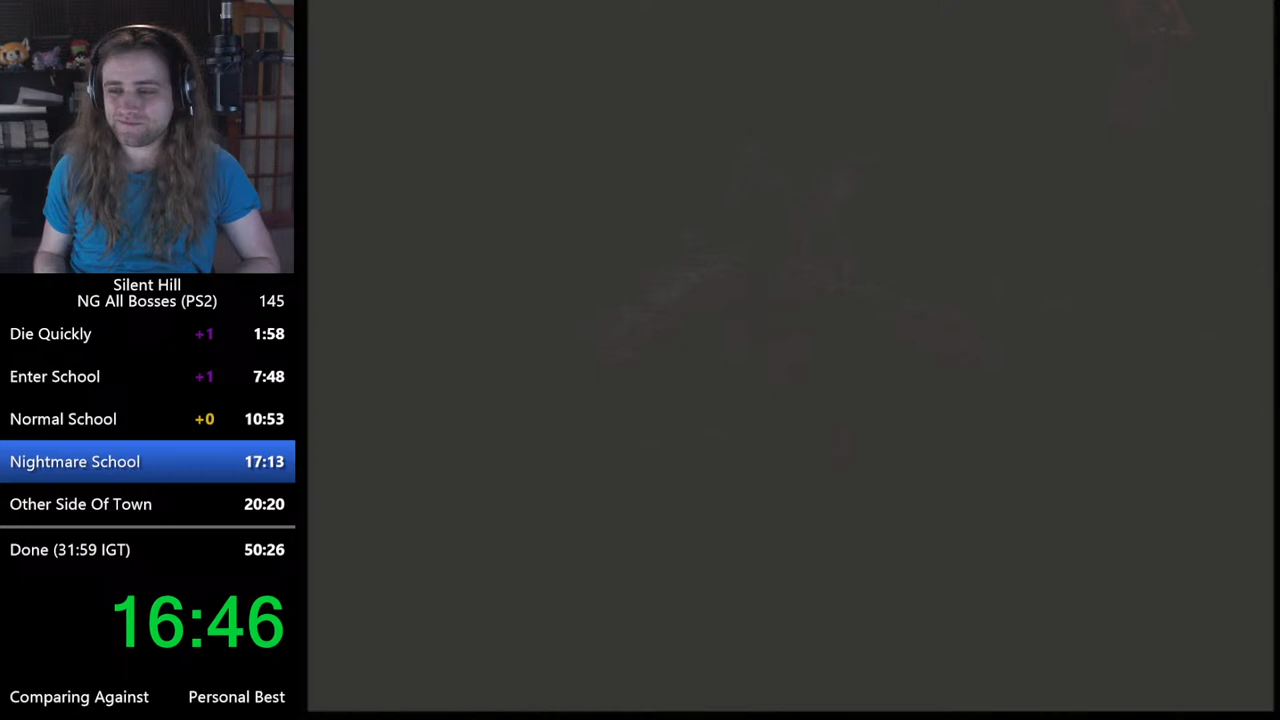 Silent Hill
NG All Bosses (PS2) 145
Die Quickly +1 1:58
Enter School +1 7:48
Normal School +0 10:53
Nightmare School 17:13
Other Side Of Town 20:20
Done (31:59 IGT) 50:26
16:46
Comparing Against Personal Best